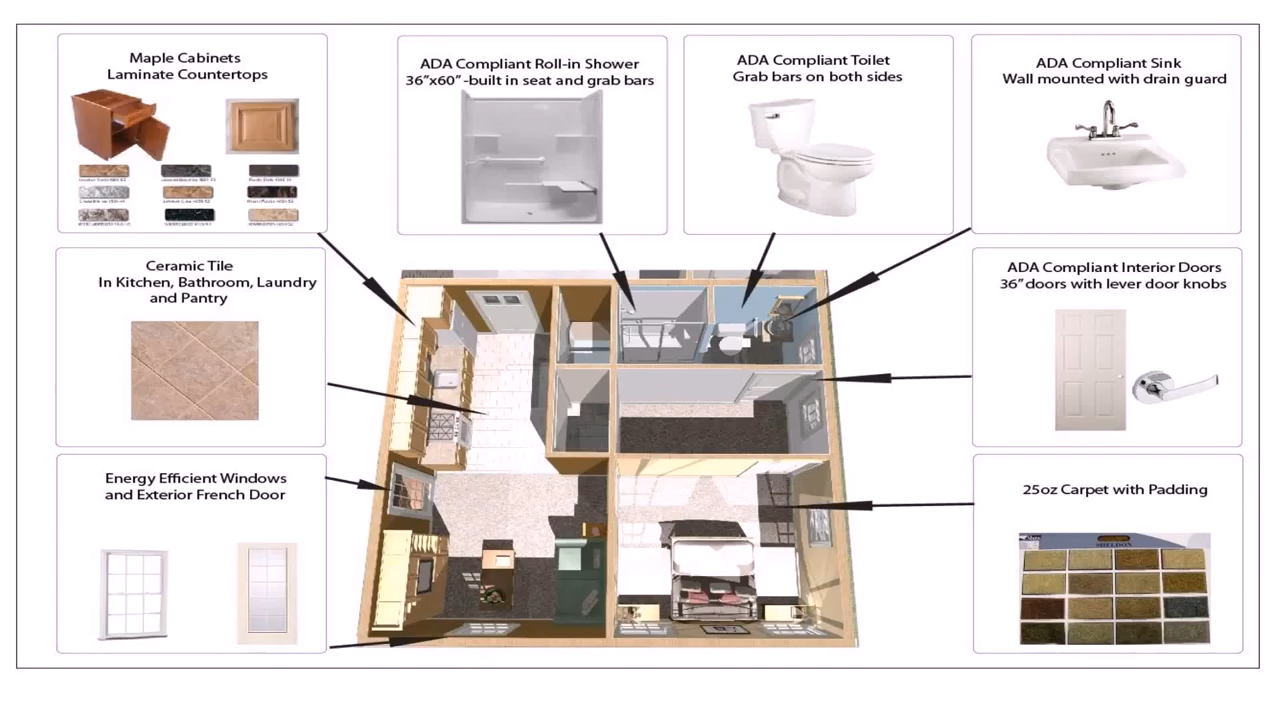 Maple Cabinets
Laminate Countertops
ADA Compliant Roll-in Shower
36”x60” -built in seat and grab bars
ADA Compliant Toilet
Grab bars on both sides
ADA Compliant Sink
Wall mounted with drain guard
Ceramic Tile
In Kitchen, Bathroom, Laundry
and Pantry
ADA Compliant Interior Doors
36” doors with lever door knobs
Energy Efficient Windows
and Exterior French Door
25oz Carpet with Padding
SHELDON